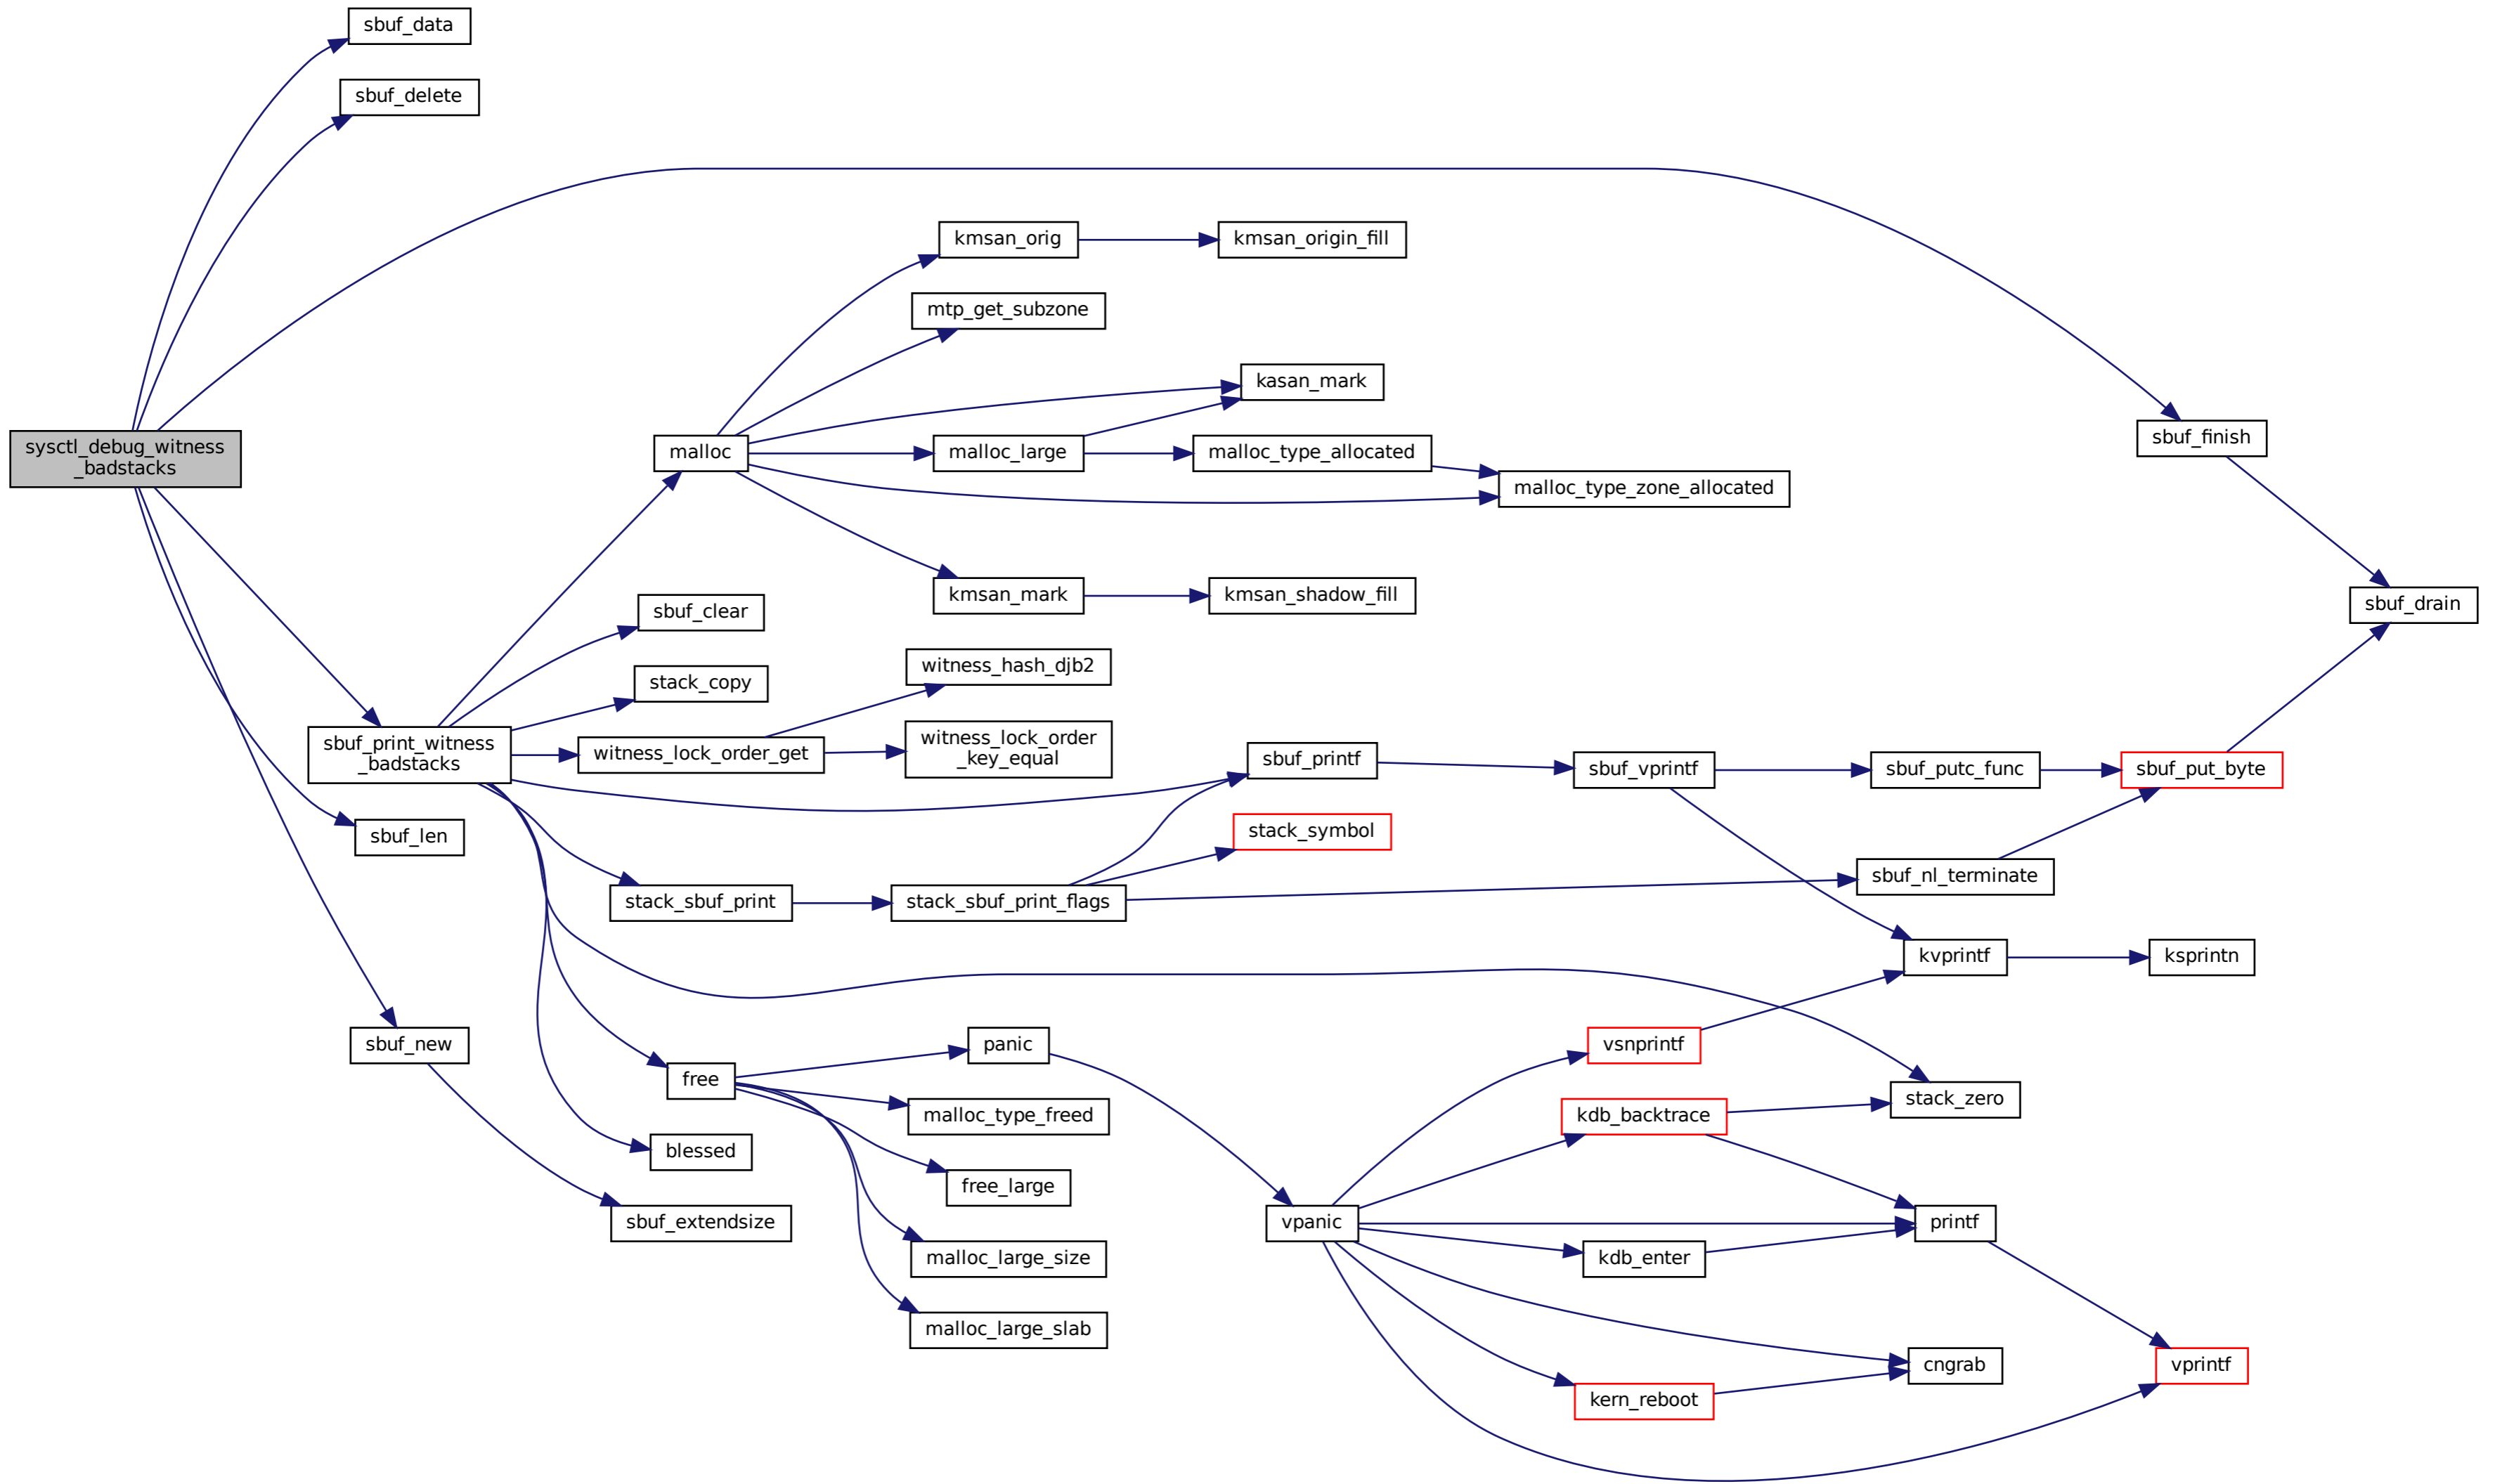 sbuf_data
sbuf_delete
kmsan_orig
kmsan_origin_fill
mtp_get_subzone
kasan_mark
sysctl_debug_witness
_badstacks
malloc
malloc_large
malloc_type_allocated
sbuf_finish
malloc_type_zone_allocated
kmsan_mark
kmsan_shadow_fill
sbuf_clear
sbuf_drain
witness_hash_djb2
stack_copy
sbuf_print_witness
_badstacks
witness_lock_order_get
witness_lock_order
_key_equal
sbuf_printf
sbuf_vprintf
sbuf_putc_func
sbuf_put_byte
sbuf_len
stack_symbol
stack_sbuf_print
stack_sbuf_print_flags
sbuf_nl_terminate
kvprintf
ksprintn
sbuf_new
panic
vsnprintf
free
malloc_type_freed
kdb_backtrace
stack_zero
blessed
free_large
sbuf_extendsize
vpanic
printf
malloc_large_size
kdb_enter
malloc_large_slab
cngrab
vprintf
kern_reboot